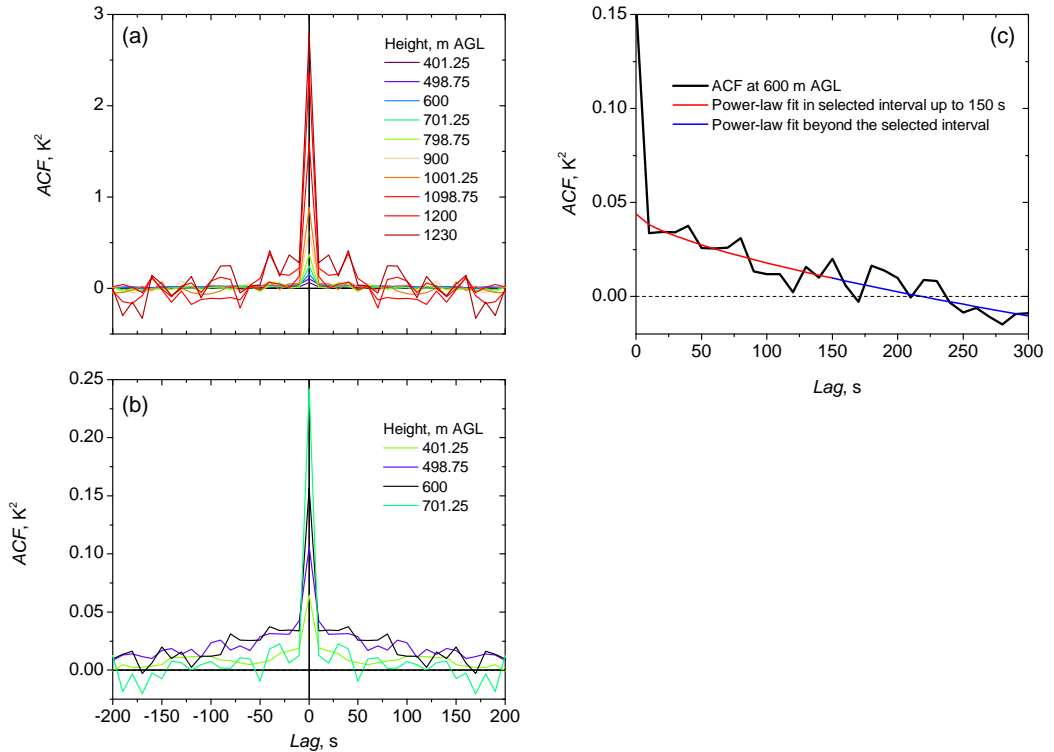 (a)
Height, m AGL
401.25
498.75
600
701.25
798.75
900
1001.25
1098.75
1200
1230
3
2
1
0
ACF, K²
(c)
ACF at 600 m AGL
Power-law fit in selected interval up to 150 s
Power-law fit beyond the selected interval
0.15
0.10
0.05
0.00
ACF, K²
0 50 100 150 200 250 300
Lag, s
(b)
Height, m AGL
401.25
498.75
600
701.25
0.25
0.20
0.15
0.10
0.05
0.00
ACF, K²
-200 -150 -100 -50 0 50 100 150 200
Lag, s